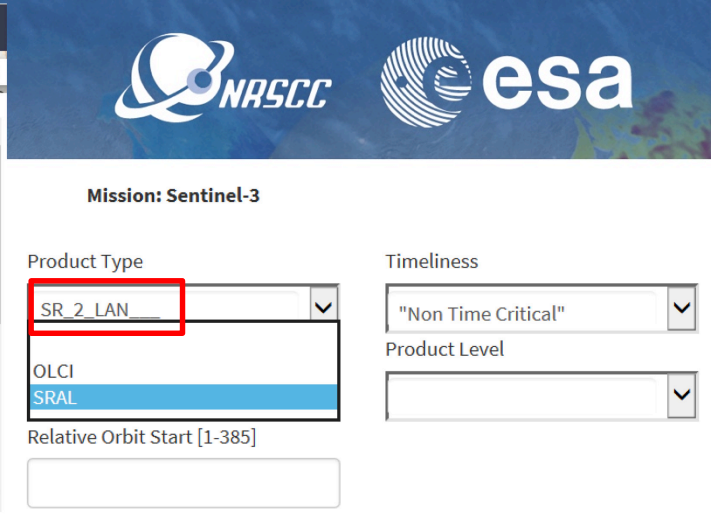 NRSCC
esa
Mission: Sentinel-3
Product Type
Timeliness
SR_2_LAN___
"Non Time Critical"
Product Level
OLCI
SRAL
Relative Orbit Start [1-385]